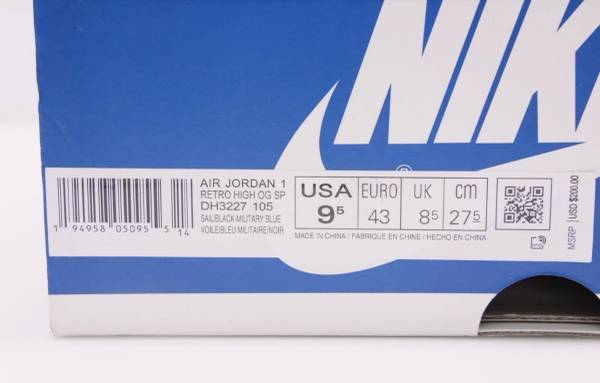 NIK
®
AIR JORDAN 1
RETRO HIGH OG SP
DH3227 105
SAIL/BLACK-MILITARY BLUE
VOILE/BLEU MILITAIRE/NOIR
1 94958 05095 5 14
USA EURO UK cm
9⁵ 43 8⁵ 27⁵
MADE IN CHINA / FABRIQUE EN CHINE / HECHO EN CHINA
MSRP USD $200.00